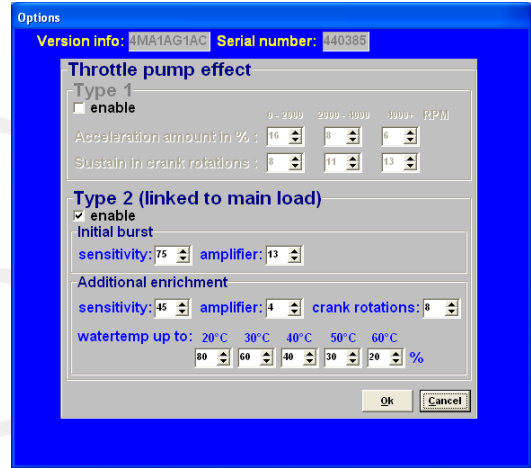 Options
Version info: 4MA1AG1AC Serial number: 440385
Throttle pump effect
Type 1
enable
0 - 2000 2000 - 4000 4000+ RPM
Acceleration amount in % : 16 8 6
Sustain in crank rotations : 8 11 13
Type 2 (linked to main load)
enable
Initial burst
sensitivity: 75 amplifier: 13
Additional enrichment
sensitivity: 45 amplifier: 4 crank rotations: 8
watertemp up to: 20°C 30°C 40°C 50°C 60°C
80 60 40 30 20 %
Ok Cancel